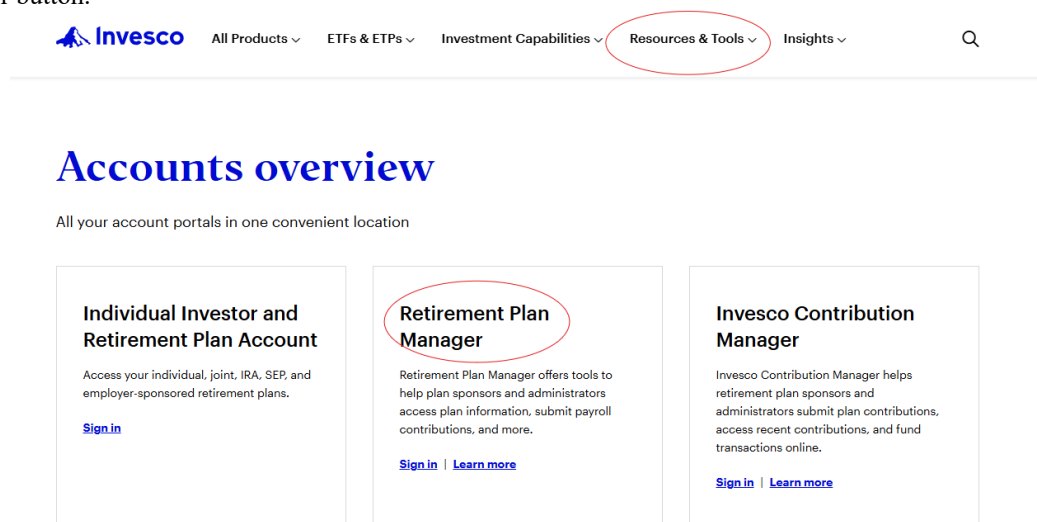 button.
Invesco All Products ETFs & ETPs Investment Capabilities Resources & Tools Insights
Accounts overview
All your account portals in one convenient location
Individual Investor and
Retirement Plan Account
Access your individual, joint, IRA, SEP, and
employer-sponsored retirement plans.
Sign in
Retirement Plan
Manager
Retirement Plan Manager offers tools to
help plan sponsors and administrators
access plan information, submit payroll
contributions, and more.
Sign in | Learn more
Invesco Contribution
Manager
Invesco Contribution Manager helps
retirement plan sponsors and
administrators submit plan contributions,
access recent contributions, and fund
transactions online.
Sign in | Learn more